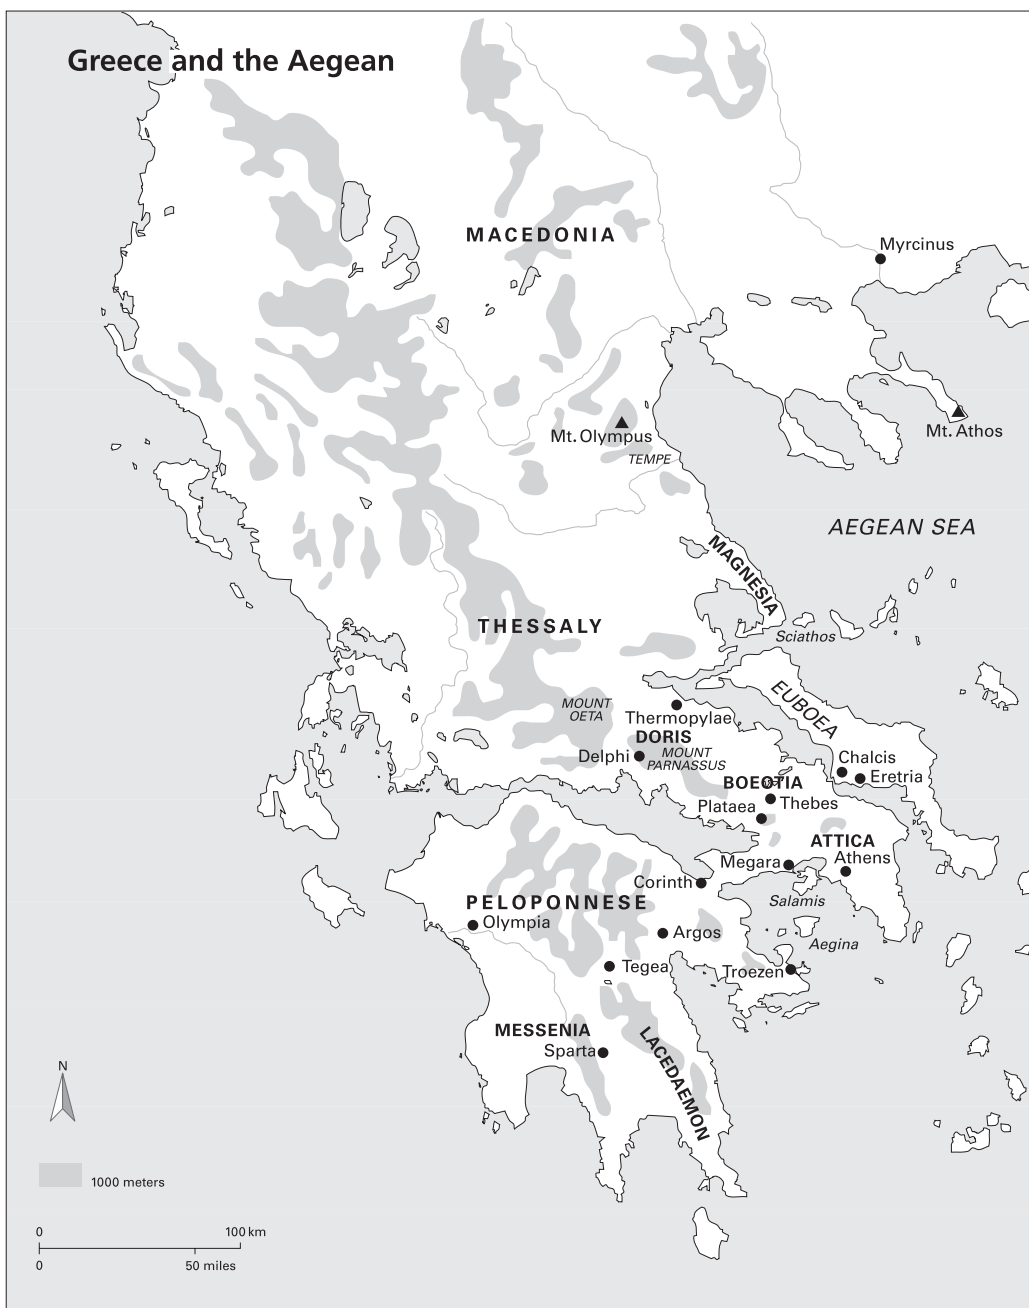 Greece and the Aegean
MACEDONIA
Myrcinus
Mt. Olympus
Mt. Athos
TEMPE
AEGEAN SEA
MAGNESIA
THESSALY
Sciathos
EUBOEA
MOUNT
OETA
Thermopylae
DORIS
Delphi
MOUNT
PARNASSUS
Chalcis
Eretria
BOEOTIA
Plataea
Thebes
ATTICA
Athens
Megara
Corinth
Salamis
PELOPONNESE
Olympia
Argos
Aegina
Tegea
Troezen
MESSENIA
Sparta
LACEDAEMON
N
1000 meters
0 100 km
0 50 miles